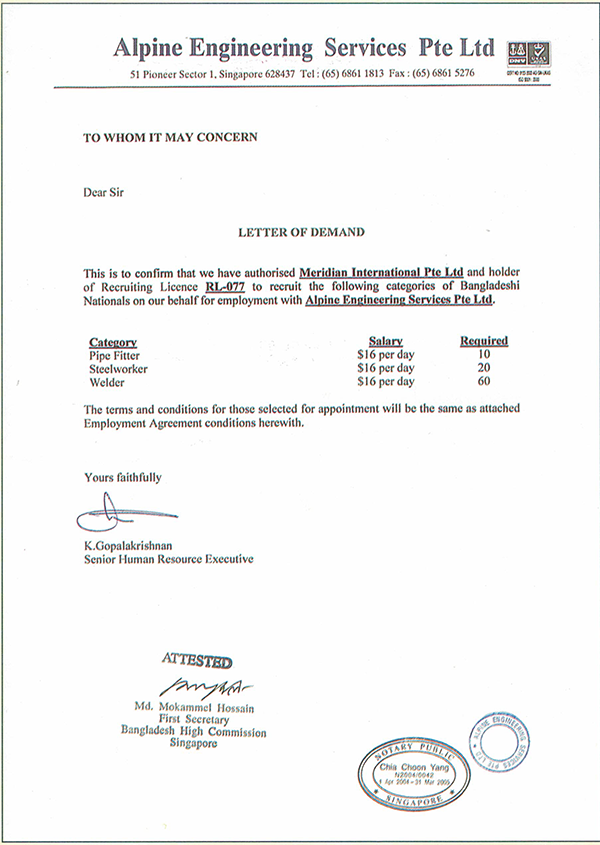 Alpine Engineering Services Pte Ltd
51 Pioneer Sector 1, Singapore 628437 Tel : (65) 6861 1813 Fax : (65) 6861 5276
DNV
TO WHOM IT MAY CONCERN
Dear Sir
LETTER OF DEMAND
This is to confirm that we have authorised Meridian International Pte Ltd and holder
of Recruiting Licence RL-077 to recruit the following categories of Bangladeshi
Nationals on our behalf for employment with Alpine Engineering Services Pte Ltd.
Category Salary Required
Pipe Fitter $16 per day 10
Steelworker $16 per day 20
Welder $16 per day 60
The terms and conditions for those selected for appointment will be the same as attached
Employment Agreement conditions herewith.
Yours faithfully
K.Gopalakrishnan
Senior Human Resource Executive
ATTESTED
Md. Mokammel Hossain
First Secretary
Bangladesh High Commission
Singapore
NOTARY PUBLIC
Chia Choon Yang
N2004/0042
1 Apr 2004 - 31 Mar 2005
SINGAPORE
ALPINE ENGINEERING SERVICES PTE LTD